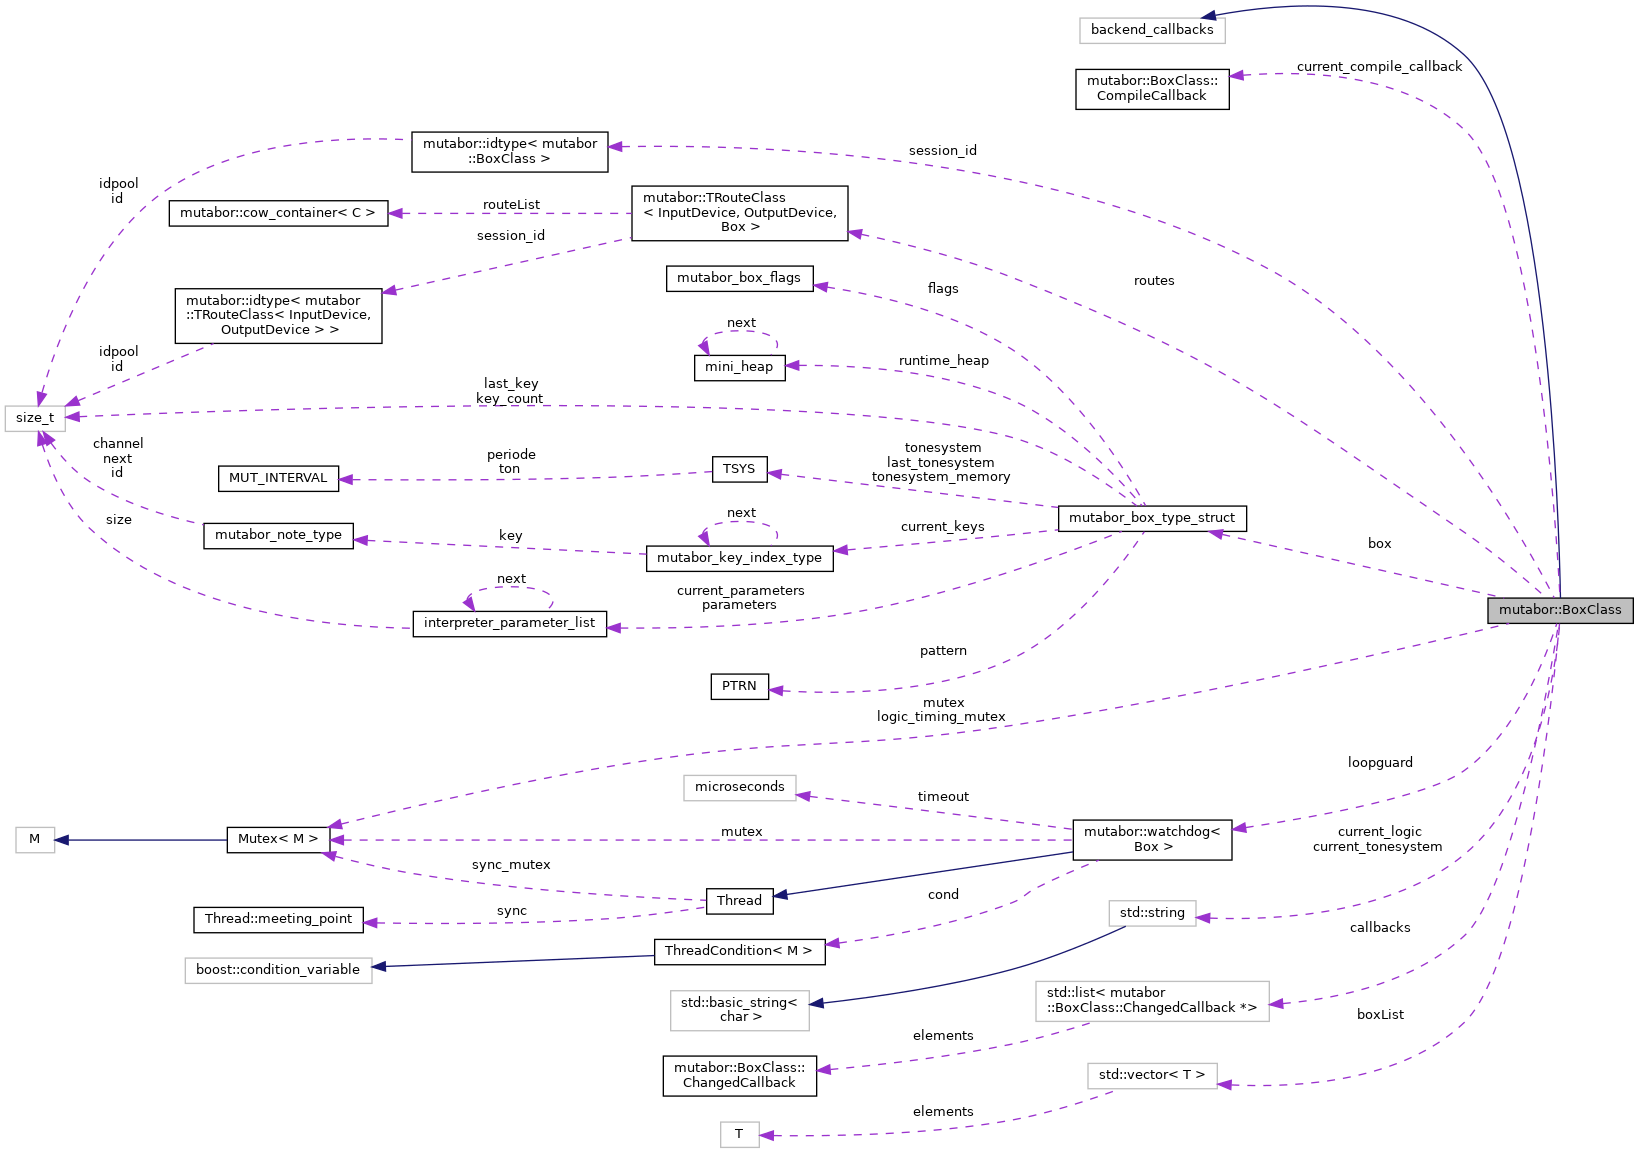 backend_callbacks
current_compile_callback
mutabor::BoxClass::
CompileCallback
mutabor::idtype< mutabor
::BoxClass >
session_id
idpool
id
mutabor::cow_container< C >
routeList
mutabor::TRouteClass
< InputDevice, OutputDevice,
Box >
session_id
routes
mutabor_box_flags
flags
mutabor::idtype< mutabor
::TRouteClass< InputDevice,
OutputDevice > >
next
mini_heap
runtime_heap
idpool
id
last_key
key_count
size_t
channel
next
id
periode
ton
MUT_INTERVAL
TSYS
tonesystem
last_tonesystem
tonesystem_memory
mutabor_box_type_struct
size
mutabor_note_type
key
next
mutabor_key_index_type
current_keys
box
next
interpreter_parameter_list
current_parameters
parameters
mutabor::BoxClass
pattern
PTRN
mutex
logic_timing_mutex
loopguard
microseconds
timeout
M
Mutex< M >
mutex
mutabor::watchdog<
Box >
current_logic
current_tonesystem
sync_mutex
Thread
cond
Thread::meeting_point
sync
std::string
callbacks
ThreadCondition< M >
boost::condition_variable
std::basic_string<
char >
std::list< mutabor
::BoxClass::ChangedCallback *>
boxList
elements
mutabor::BoxClass::
ChangedCallback
std::vector< T >
elements
T